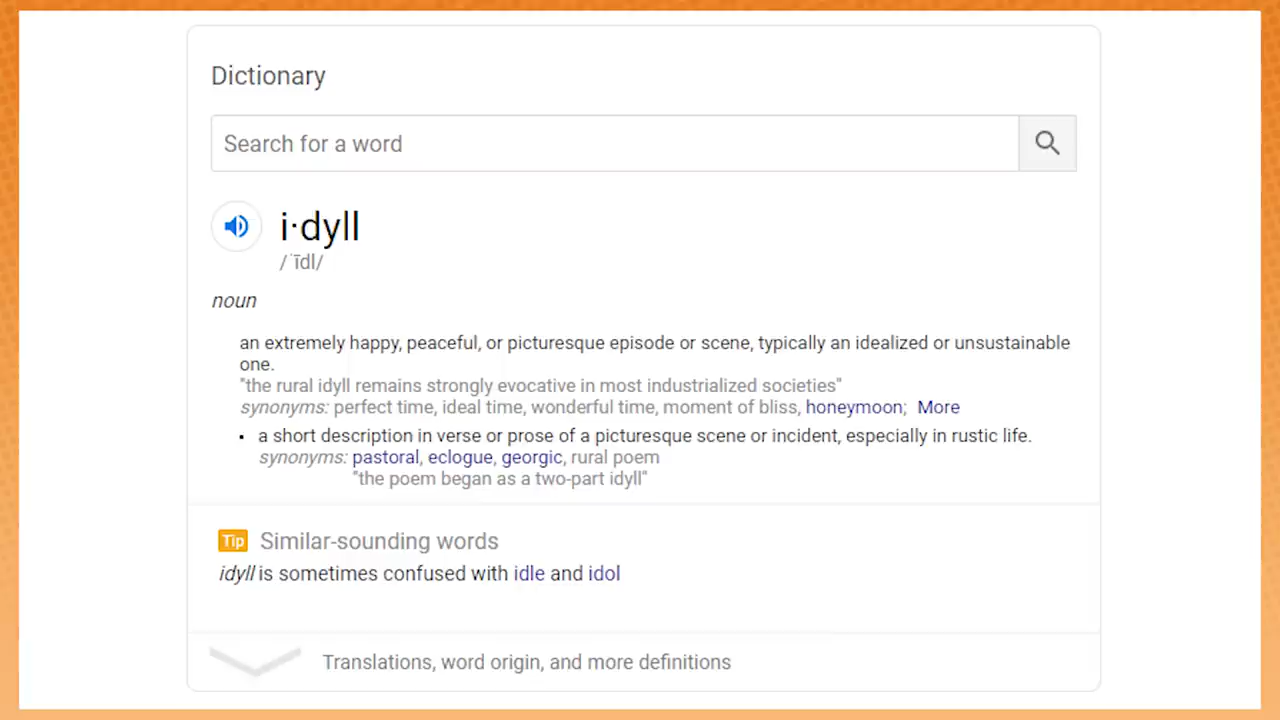 Dictionary
Search for a word
i·dyll
/ˈīdl/
noun
an extremely happy, peaceful, or picturesque episode or scene, typically an idealized or unsustainable
one.
"the rural idyll remains strongly evocative in most industrialized societies"
synonyms: perfect time, ideal time, wonderful time, moment of bliss, honeymoon; More
▪ a short description in verse or prose of a picturesque scene or incident, especially in rustic life.
synonyms: pastoral, eclogue, georgic, rural poem
"the poem began as a two-part idyll"
Tip Similar-sounding words
idyll is sometimes confused with idle and idol
Translations, word origin, and more definitions